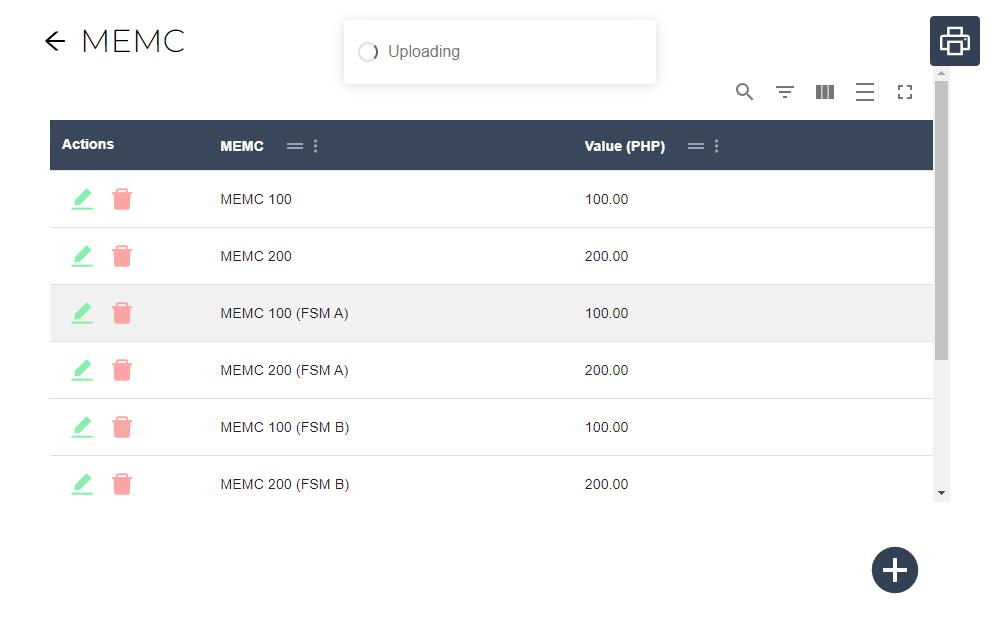 MEMC
Uploading
Actions MEMC Value (PHP)
MEMC 100 100.00
MEMC 200 200.00
MEMC 100 (FSM A) 100.00
MEMC 200 (FSM A) 200.00
MEMC 100 (FSM B) 100.00
MEMC 200 (FSM B) 200.00